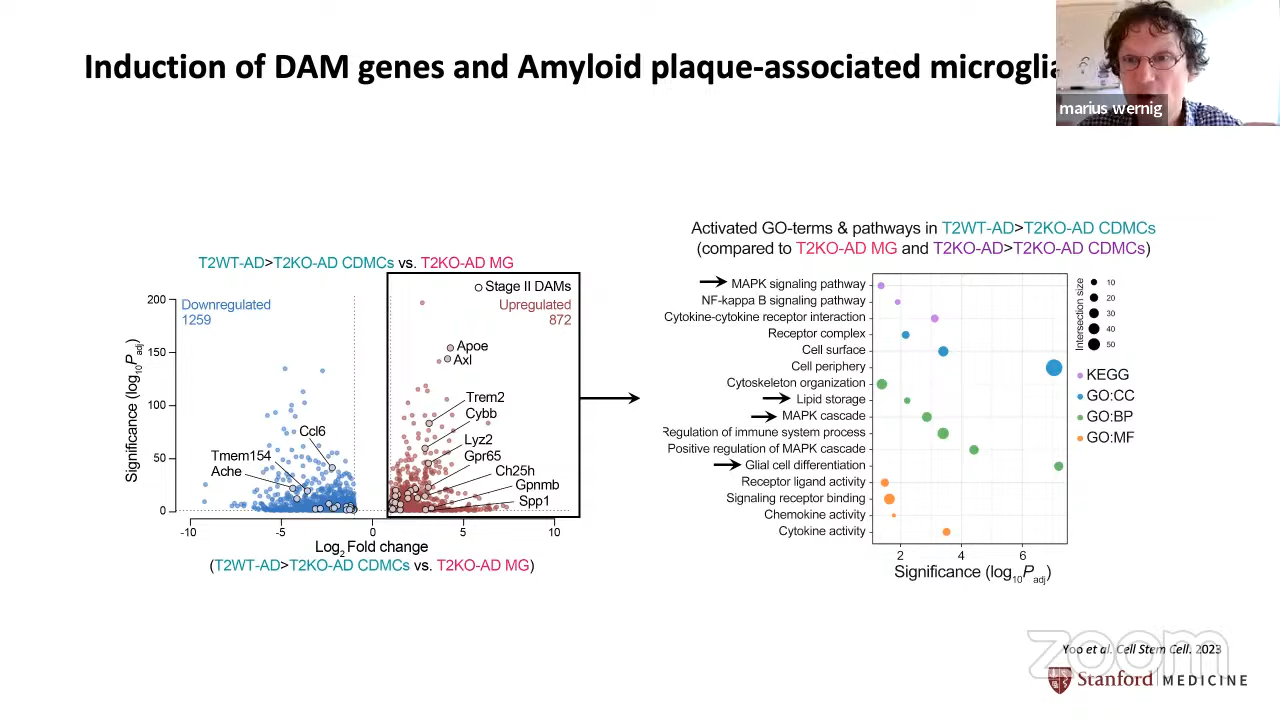 Induction of DAM genes and Amyloid plaque-associated microglia
marius wernig
T2WT-AD>T2KO-AD CDMCs vs. T2KO-AD MG
Stage II DAMs
Downregulated
1259
Upregulated
872
Significance (log10Padj)
200
150
100
50
0
Apoe
Axl
Trem2
Cybb
Lyz2
Gpr65
Ch25h
Gpnmb
Spp1
Ccl6
Tmem154
Ache
-10
-5
0
5
10
Log2 Fold change
(T2WT-AD>T2KO-AD CDMCs vs. T2KO-AD MG)
Activated GO-terms & pathways in T2WT-AD>T2KO-AD CDMCs
(compared to T2KO-AD MG and T2KO-AD>T2KO-AD CDMCs)
MAPK signaling pathway
NF-kappa B signaling pathway
Cytokine-cytokine receptor interaction
Receptor complex
Cell surface
Cell periphery
Cytoskeleton organization
Lipid storage
MAPK cascade
Regulation of immune system process
Positive regulation of MAPK cascade
Glial cell differentiation
Receptor ligand activity
Signaling receptor binding
Chemokine activity
Cytokine activity
2
4
6
Significance (log10Padj)
Intersection size
10
20
30
40
50
KEGG
GO:CC
GO:BP
GO:MF
Yoo et al. Cell Stem Cell. 2023
zoom
Stanford MEDICINE